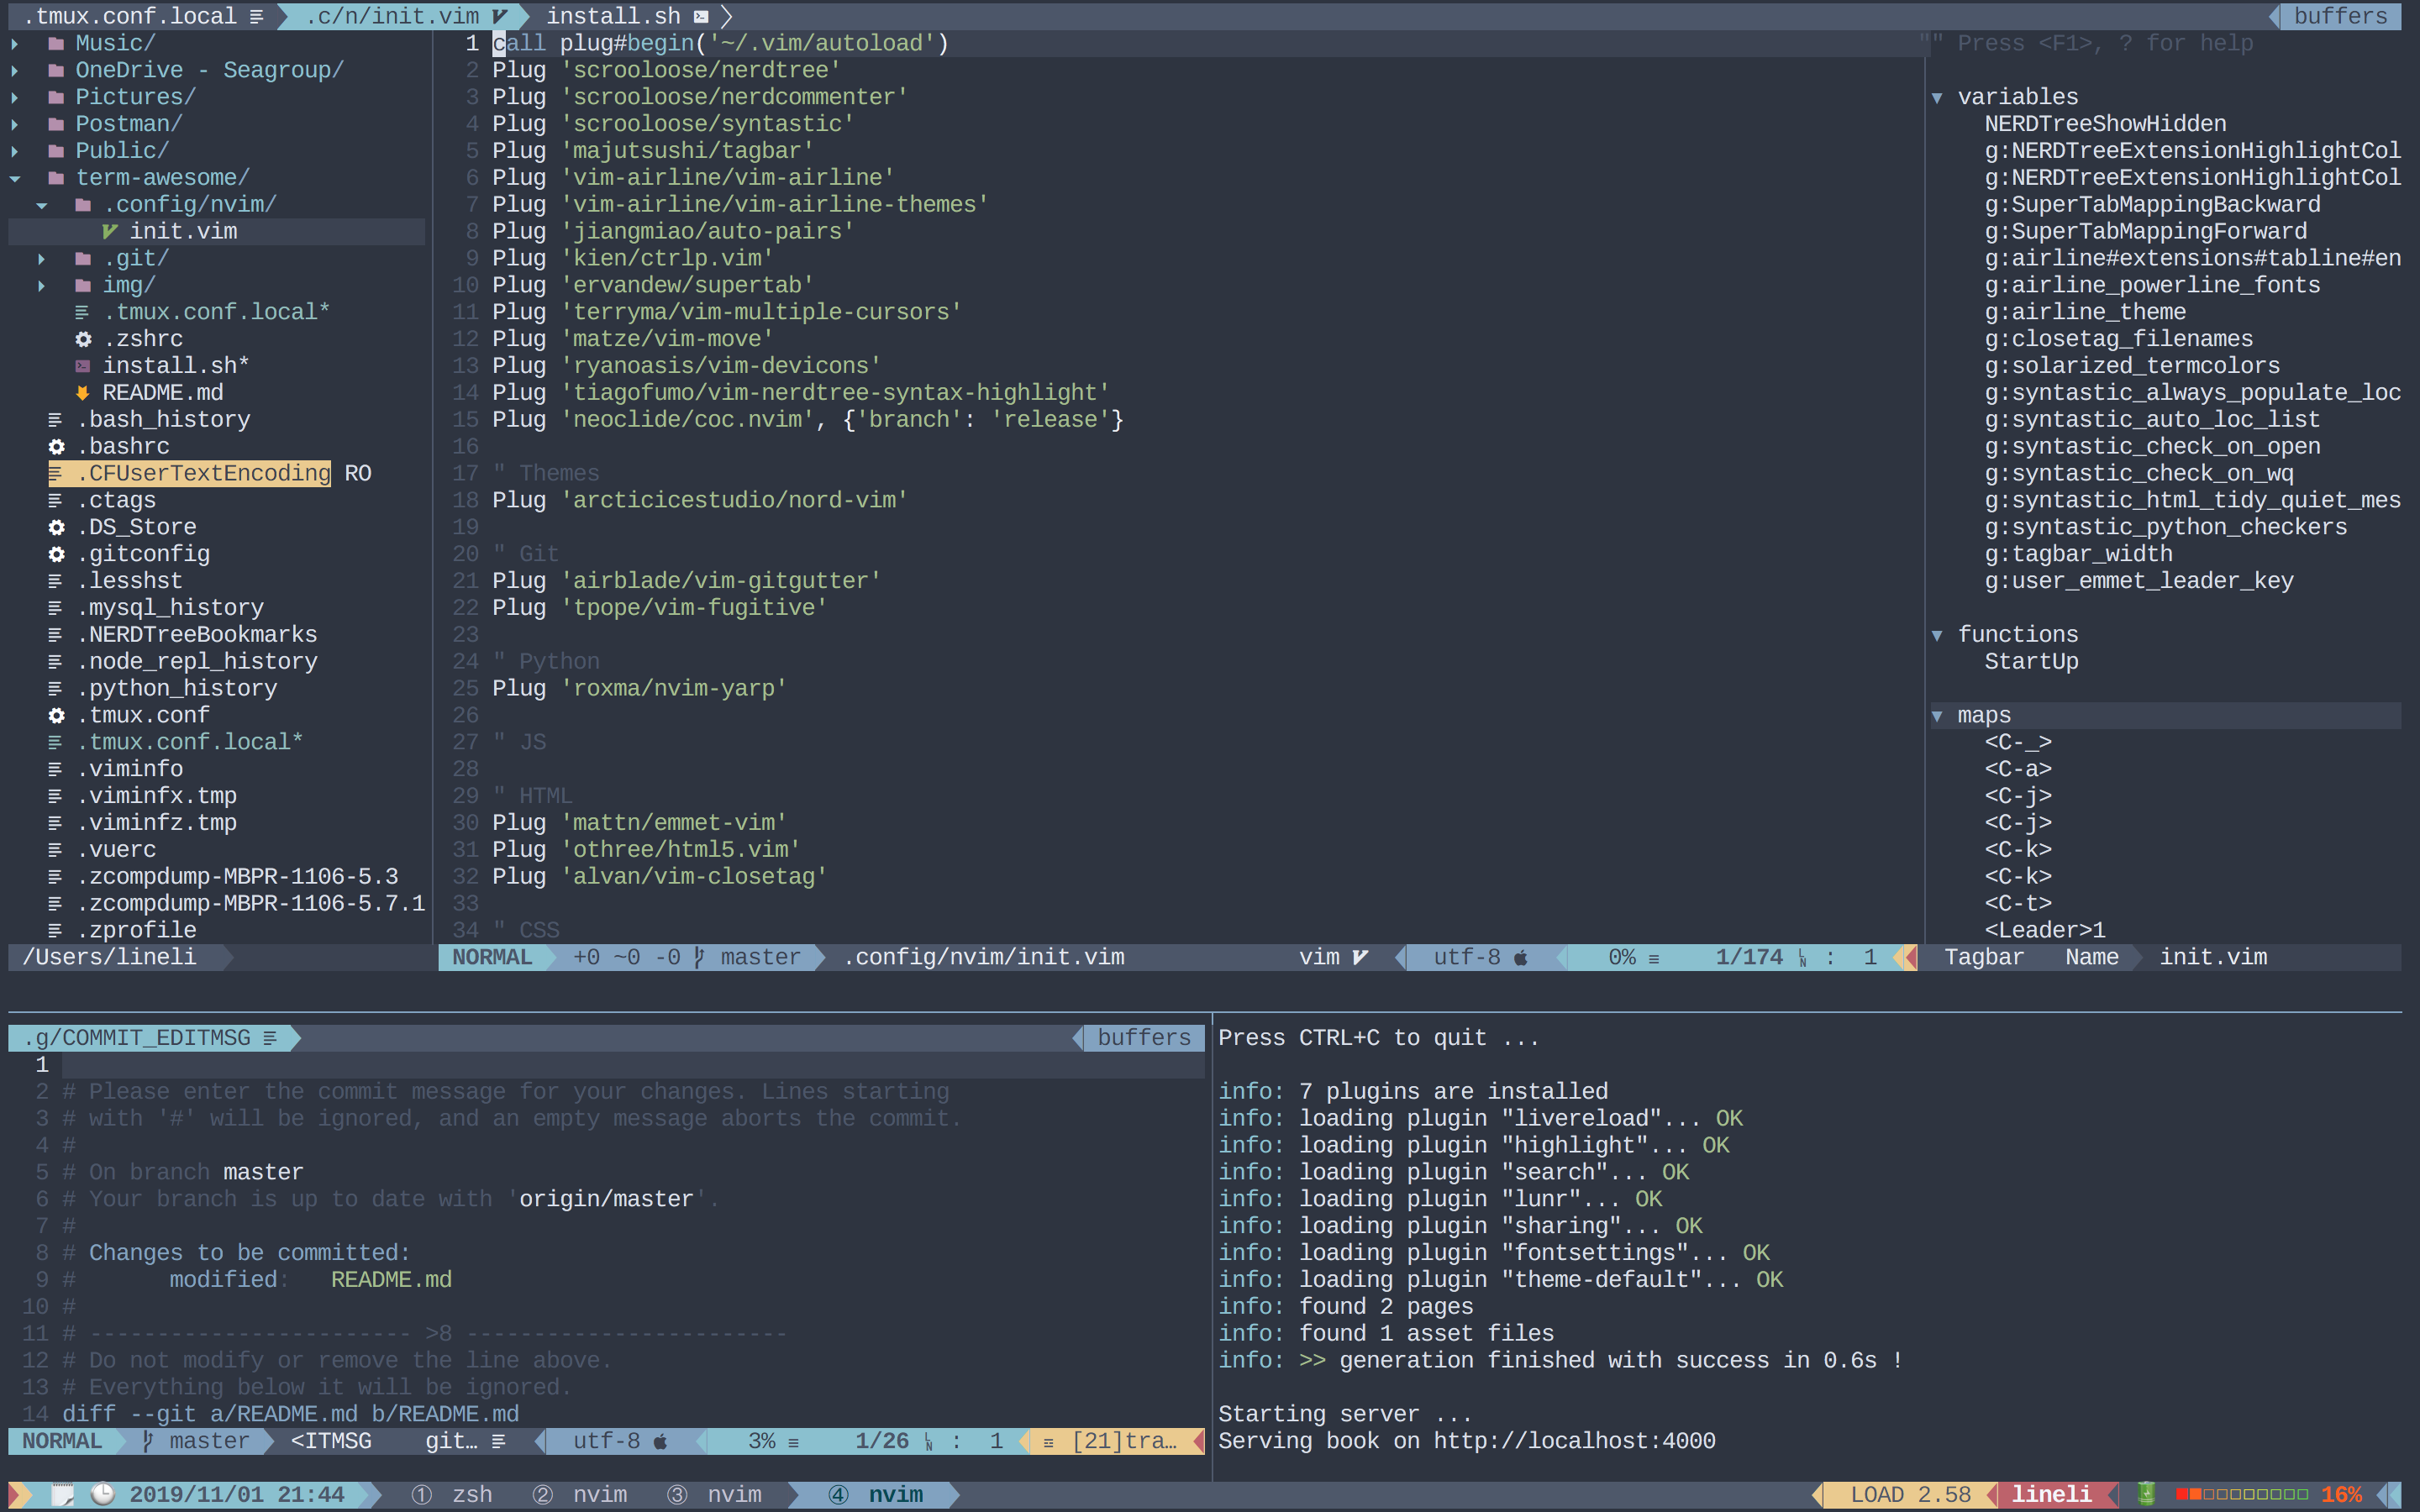 .tmux.conf.local .c/n/init.vim install.sh buffers
Music/
OneDrive - Seagroup/
Pictures/
Postman/
Public/
term-awesome/
.config/nvim/
init.vim
.git/
img/
.tmux.conf.local*
.zshrc
install.sh*
README.md
.bash_history
.bashrc
.CFUserTextEncoding RO
.ctags
.DS_Store
.gitconfig
.lesshst
.mysql_history
.NERDTreeBookmarks
.node_repl_history
.python_history
.tmux.conf
.tmux.conf.local*
.viminfo
.viminfx.tmp
.viminfz.tmp
.vuerc
.zcompdump-MBPR-1106-5.3
.zcompdump-MBPR-1106-5.7.1
.zprofile
/Users/lineli
1 call plug#begin('~/.vim/autoload')
2 Plug 'scrooloose/nerdtree'
3 Plug 'scrooloose/nerdcommenter'
4 Plug 'scrooloose/syntastic'
5 Plug 'majutsushi/tagbar'
6 Plug 'vim-airline/vim-airline'
7 Plug 'vim-airline/vim-airline-themes'
8 Plug 'jiangmiao/auto-pairs'
9 Plug 'kien/ctrlp.vim'
10 Plug 'ervandew/supertab'
11 Plug 'terryma/vim-multiple-cursors'
12 Plug 'matze/vim-move'
13 Plug 'ryanoasis/vim-devicons'
14 Plug 'tiagofumo/vim-nerdtree-syntax-highlight'
15 Plug 'neoclide/coc.nvim', {'branch': 'release'}
16
17 " Themes
18 Plug 'arcticicestudio/nord-vim'
19
20 " Git
21 Plug 'airblade/vim-gitgutter'
22 Plug 'tpope/vim-fugitive'
23
24 " Python
25 Plug 'roxma/nvim-yarp'
26
27 " JS
28
29 " HTML
30 Plug 'mattn/emmet-vim'
31 Plug 'othree/html5.vim'
32 Plug 'alvan/vim-closetag'
33
34 " CSS
NORMAL +0 ~0 -0 master .config/nvim/init.vim vim utf-8 0% ≡ 1/174 LN : 1
"" Press <F1>, ? for help
▼ variables
NERDTreeShowHidden
g:NERDTreeExtensionHighlightCol
g:NERDTreeExtensionHighlightCol
g:SuperTabMappingBackward
g:SuperTabMappingForward
g:airline#extensions#tabline#en
g:airline_powerline_fonts
g:airline_theme
g:closetag_filenames
g:solarized_termcolors
g:syntastic_always_populate_loc
g:syntastic_auto_loc_list
g:syntastic_check_on_open
g:syntastic_check_on_wq
g:syntastic_html_tidy_quiet_mes
g:syntastic_python_checkers
g:tagbar_width
g:user_emmet_leader_key
▼ functions
StartUp
▼ maps
<C-_>
<C-a>
<C-j>
<C-j>
<C-k>
<C-k>
<C-t>
<Leader>1
Tagbar Name init.vim
.g/COMMIT_EDITMSG buffers
1
2 # Please enter the commit message for your changes. Lines starting
3 # with '#' will be ignored, and an empty message aborts the commit.
4 #
5 # On branch master
6 # Your branch is up to date with 'origin/master'.
7 #
8 # Changes to be committed:
9 # modified: README.md
10 #
11 # ------------------------ >8 ------------------------
12 # Do not modify or remove the line above.
13 # Everything below it will be ignored.
14 diff --git a/README.md b/README.md
NORMAL master <ITMSG git… utf-8 3% ≡ 1/26 LN : 1 ≡ [21]tra…
Press CTRL+C to quit ...
info: 7 plugins are installed
info: loading plugin "livereload"... OK
info: loading plugin "highlight"... OK
info: loading plugin "search"... OK
info: loading plugin "lunr"... OK
info: loading plugin "sharing"... OK
info: loading plugin "fontsettings"... OK
info: loading plugin "theme-default"... OK
info: found 2 pages
info: found 1 asset files
info: >> generation finished with success in 0.6s !
Starting server ...
Serving book on http://localhost:4000
2019/11/01 21:44 ① zsh ② nvim ③ nvim ④ nvim LOAD 2.58 lineli 16%